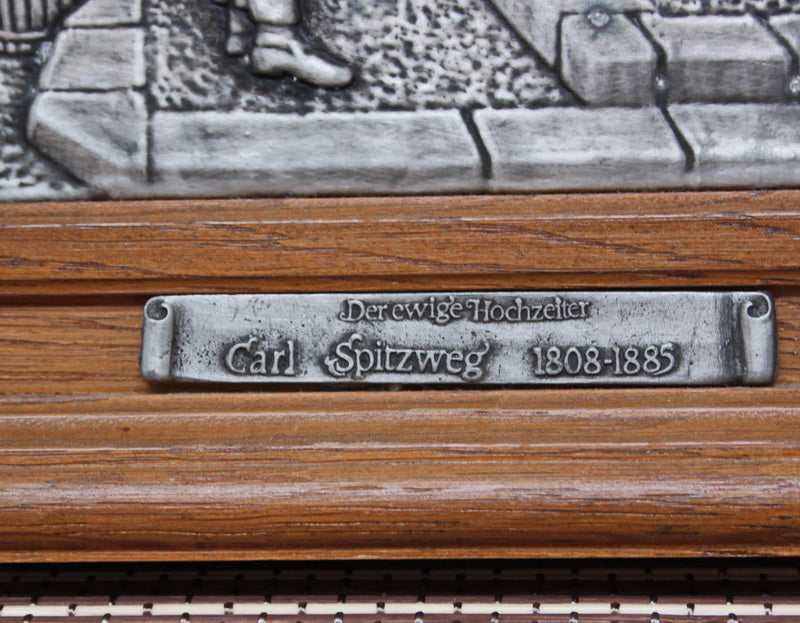 Der ewige Hochzeiter
Carl Spitzweg 1808-1885